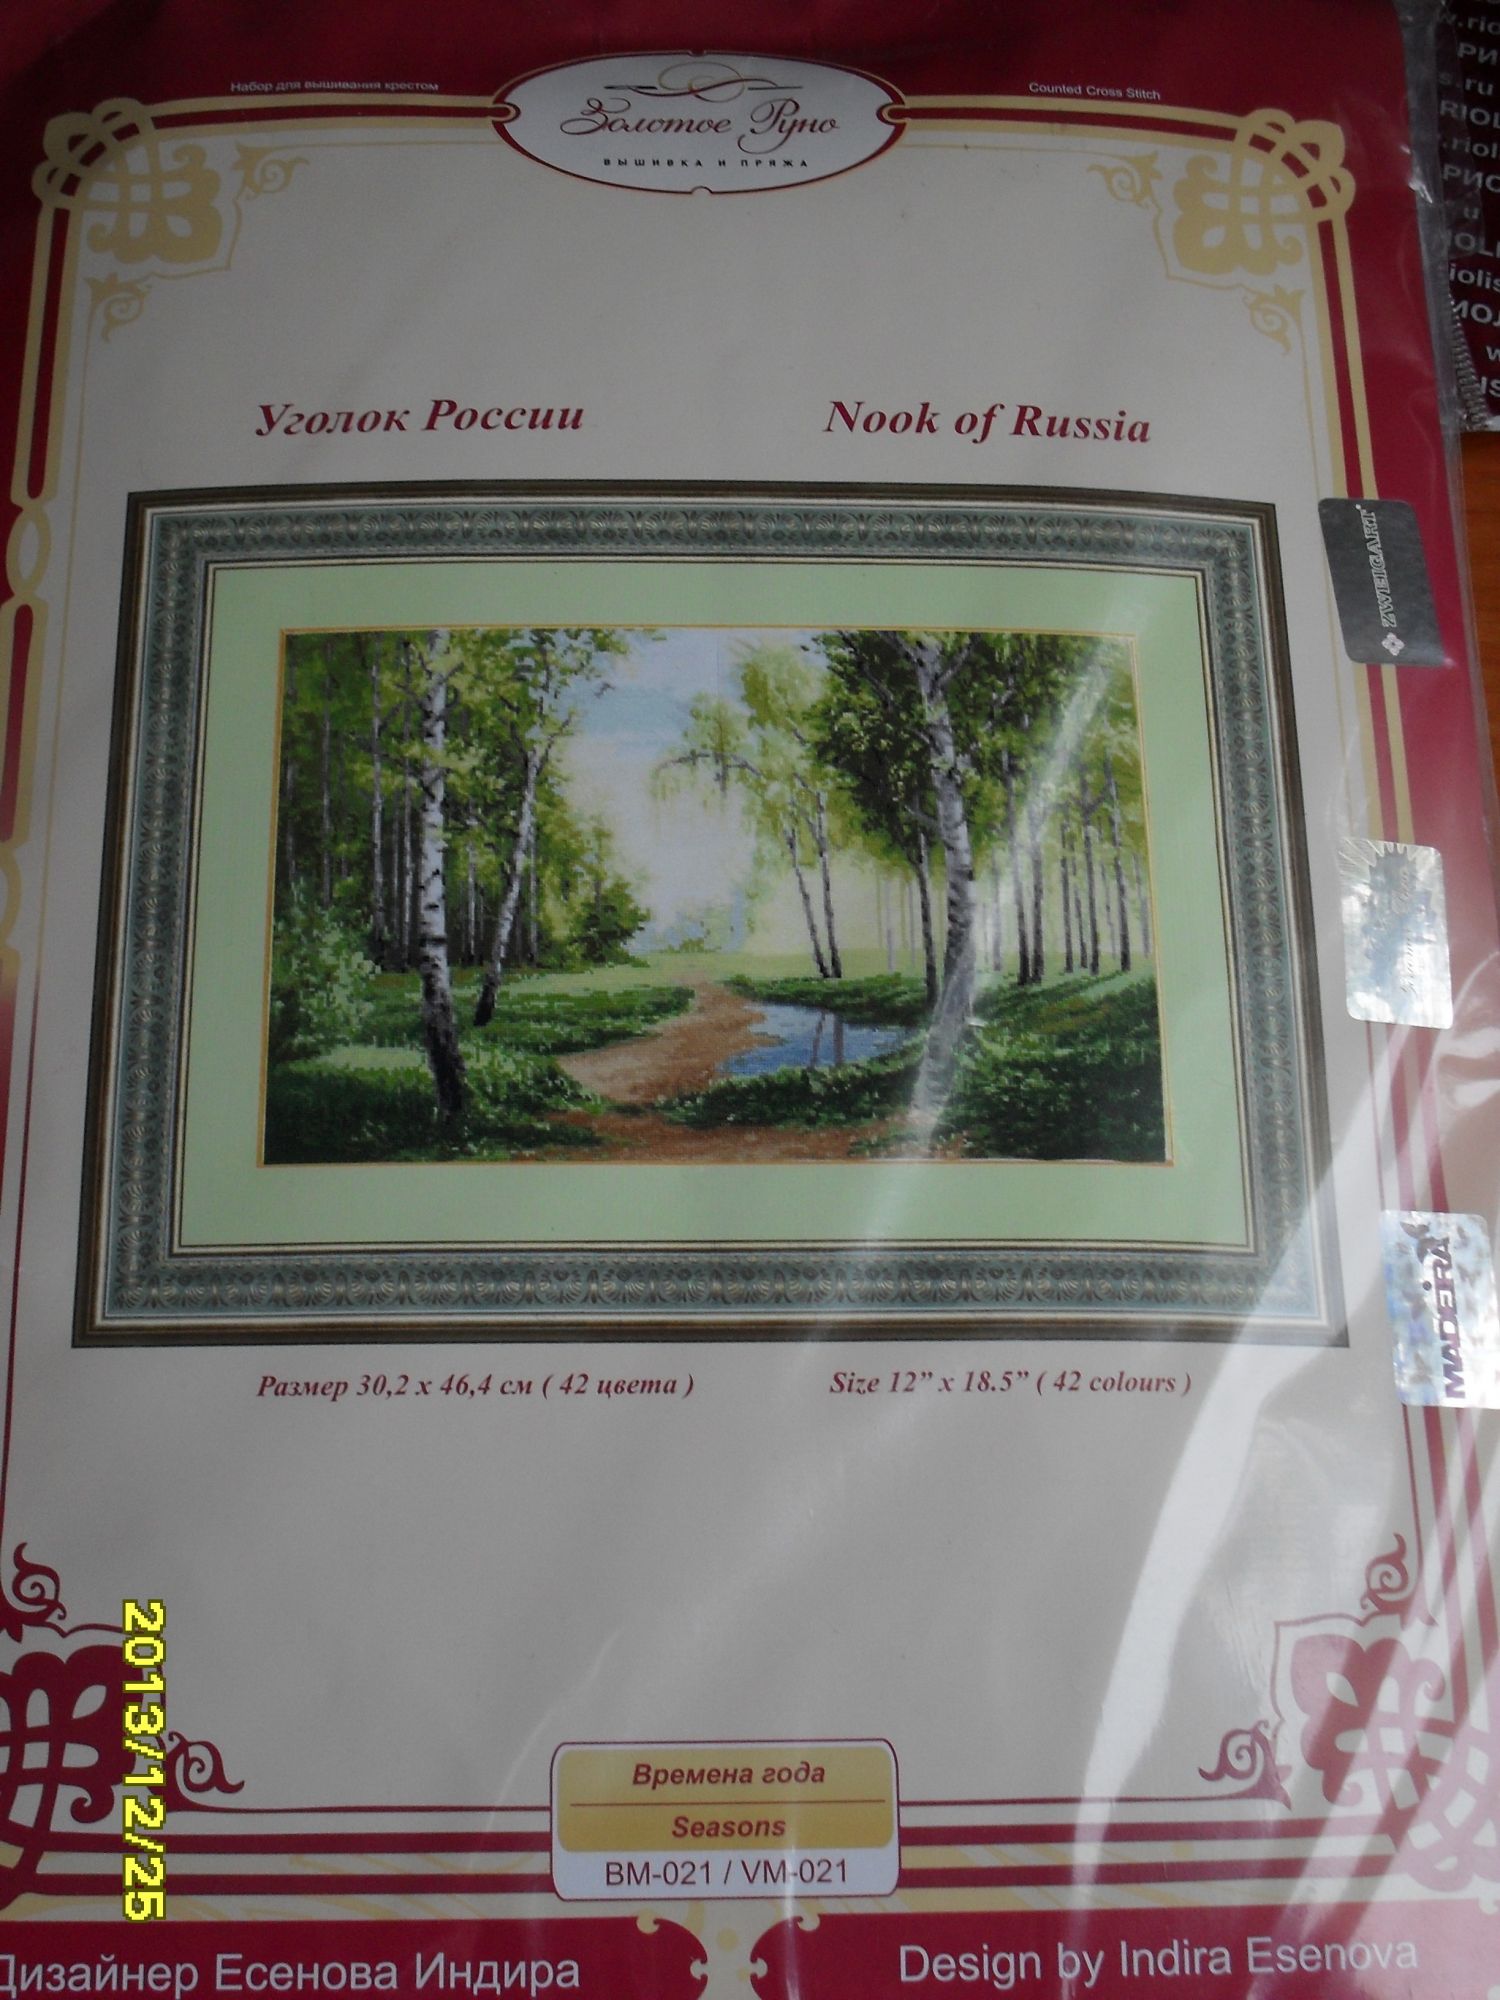 Набор для вышивания крестом
Counted Cross Stitch
Золотое Руно
ВЫШИВКА И ПРЯЖА
Уголок России
Nook of Russia
ZWEIGART
MADEIRA
Размер 30,2 х 46,4 см ( 42 цвета )
Size 12” x 18.5” ( 42 colours )
Времена года
Seasons
ВМ-021 / VM-021
Дизайнер Есенова Индира
Design by Indira Esenova
2013/12/25